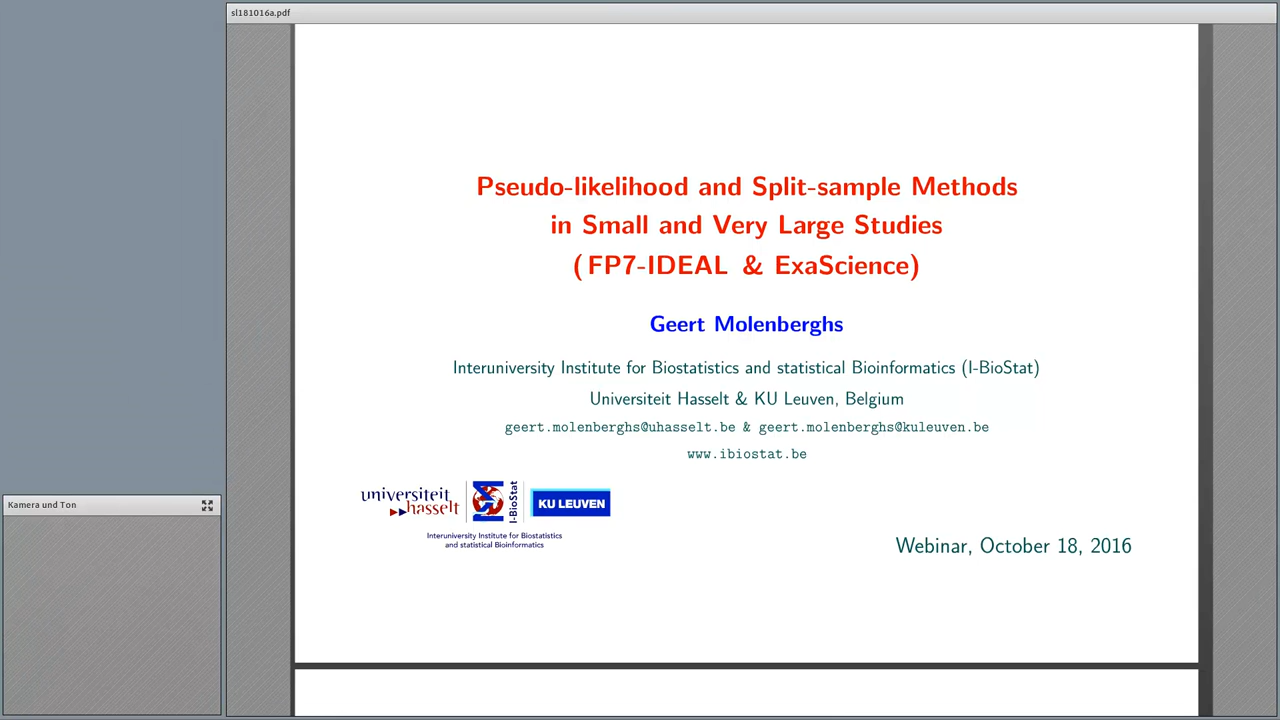 sl181016a.pdf
Pseudo-likelihood and Split-sample Methods
in Small and Very Large Studies
(FP7-IDEAL & ExaScience)
Geert Molenberghs
Interuniversity Institute for Biostatistics and statistical Bioinformatics (I-BioStat)
Universiteit Hasselt & KU Leuven, Belgium
geert.molenberghs@uhasselt.be & geert.molenberghs@kuleuven.be
www.ibiostat.be
universiteit
hasselt
I-BioStat
KU LEUVEN
Interuniversity Institute for Biostatistics
and statistical Bioinformatics
Webinar, October 18, 2016
Kamera und Ton